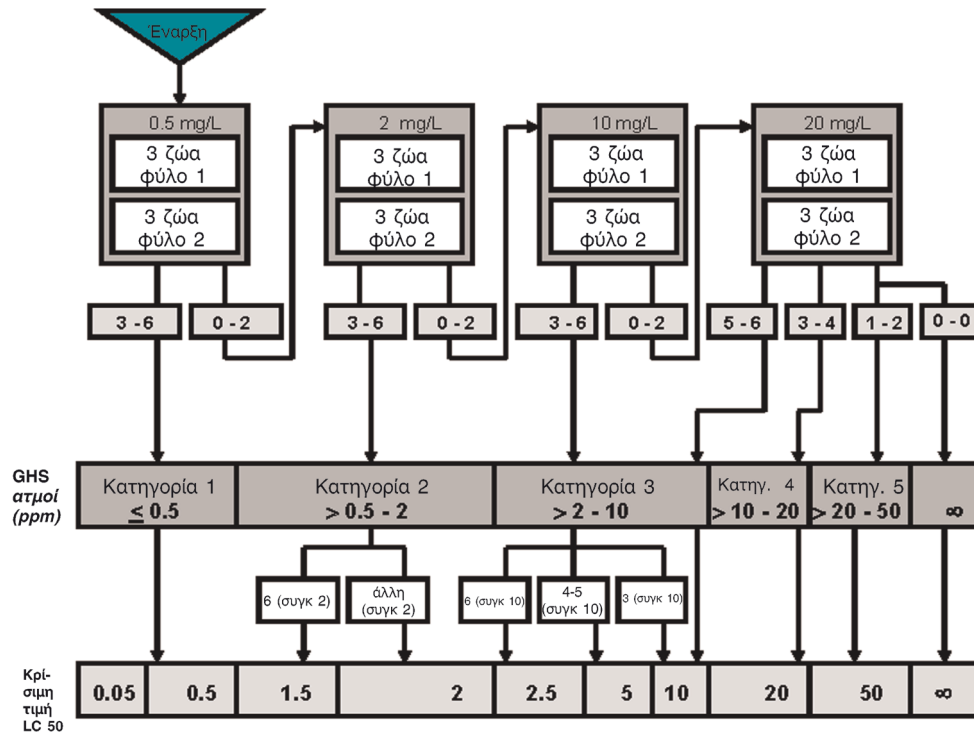 Έναρξη
0.5 mg/L
2 mg/L
10 mg/L
20 mg/L
3 ζώα
φύλο 1
3 ζώα
φύλο 1
3 ζώα
φύλο 1
3 ζώα
φύλο 1
3 ζώα
φύλο 2
3 ζώα
φύλο 2
3 ζώα
φύλο 2
3 ζώα
φύλο 2
3 - 6
0 - 2
3 - 6
0 - 2
3 - 6
0 - 2
5 - 6
3 - 4
1 - 2
0 - 0
GHS
ατμοί
(ppm)
Κατηγορία 1
≤ 0.5
Κατηγορία 2
> 0.5 - 2
Κατηγορία 3
> 2 - 10
Κατηγ. 4
> 10 - 20
Κατηγ. 5
> 20 - 50
∞
6 (συγκ 2)
άλλη
(συγκ 2)
6 (συγκ 10)
4-5
(συγκ 10)
3 (συγκ 10)
Κρί-
σιμη
τιμή
LC 50
0.05
0.5
1.5
2
2.5
5
10
20
50
∞